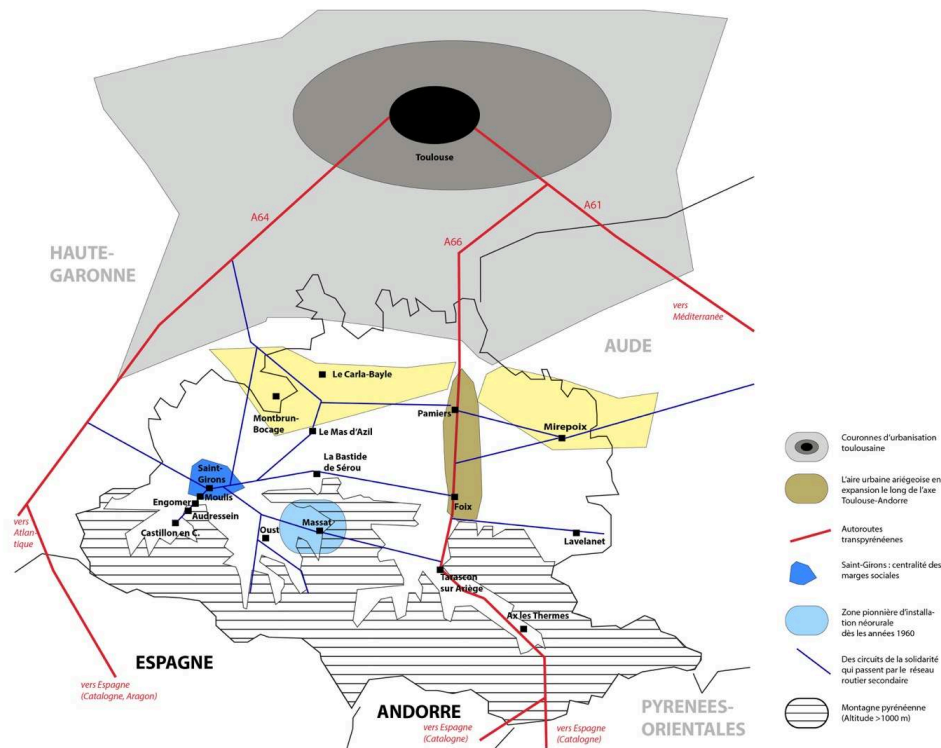 Toulouse
A64
A61
A66
HAUTE-
GARONNE
vers
Méditerranée
AUDE
Le Carla-Bayle
Montbrun-
Bocage
Pamiers
Mirepoix
Le Mas d'Azil
La Bastide
de Sérou
Saint-
Girons
Moulis
Engomer
Audressein
Castillon en C.
Foix
Massat
Oust
Lavelanet
vers
Atlan-
tique
Tarascon
sur Ariège
Ax les Thermes
ESPAGNE
vers Espagne
(Catalogne, Aragon)
ANDORRE
PYRENEES-
ORIENTALES
vers Espagne
(Catalogne)
vers Espagne
(Catalogne)
Couronnes d'urbanisation
toulousaine
L'aire urbaine ariégeoise en
expansion le long de l'axe
Toulouse-Andorre
Autoroutes
transpyrénéenes
Saint-Girons : centralité des
marges sociales
Zone pionnière d'installa-
tion néorurale
dès les années 1960
Des circuits de la solidarité
qui passent par le réseau
routier secondaire
Montagne pyrénéenne
(Altitude >1000 m)